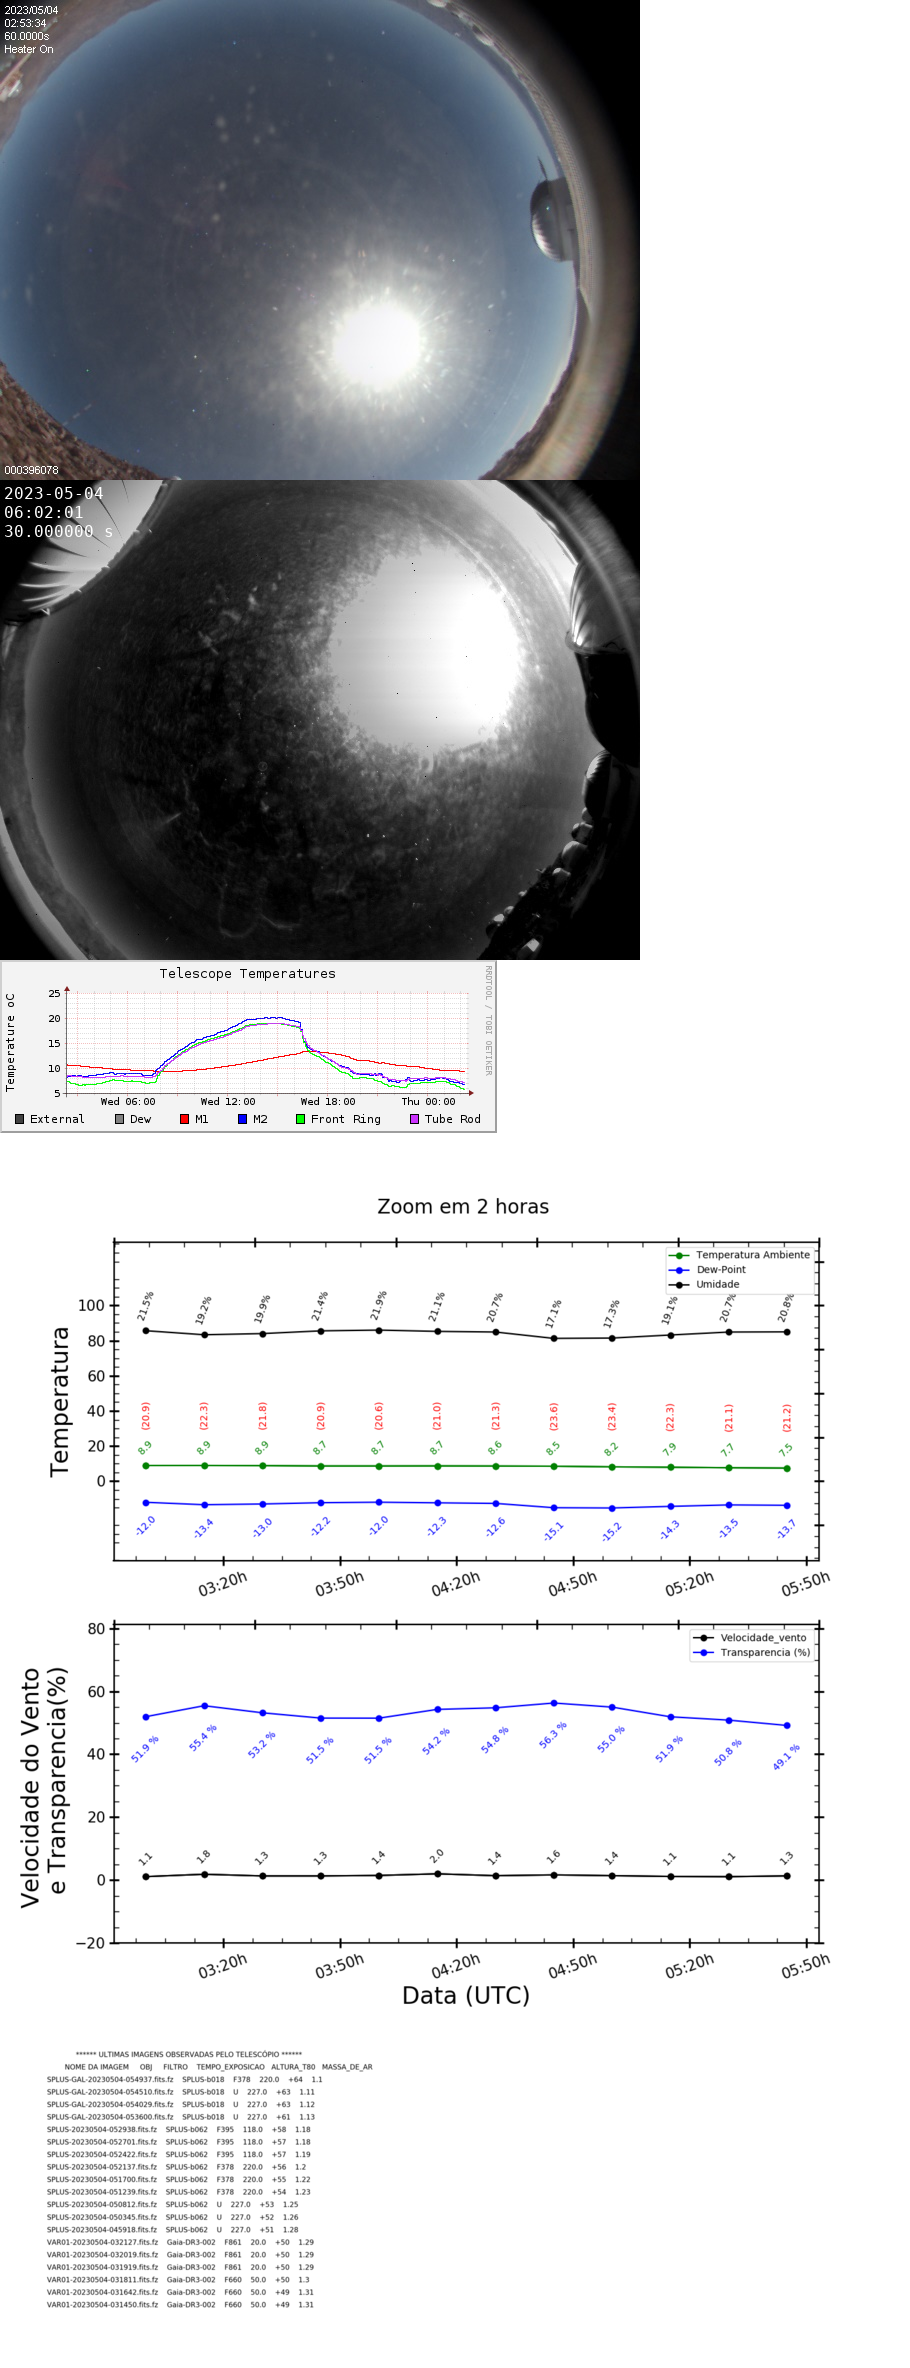 2023/05/04
02:53:34
60.0000s
Heater On
000396078
2023-05-04
06:02:01
30.000000 s
Telescope Temperatures
Temperature oC
25
20
15
10
5
Wed 06:00 Wed 12:00 Wed 18:00 Thu 00:00
External Dew M1 M2 Front Ring Tube Rod
RRDTOOL / TOBI OETIKER
Zoom em 2 horas
Temperatura Ambiente
Dew-Point
Umidade
Temperatura
100
80
60
40
20
0
21.5% 19.2% 19.9% 21.4% 21.9% 21.1% 20.7% 17.1% 17.3% 19.1% 20.7% 20.8%
(20.9) (22.3) (21.8) (20.9) (20.6) (21.0) (21.3) (23.6) (23.4) (22.3) (21.1) (21.2)
8.9 8.9 8.9 8.7 8.7 8.7 8.6 8.5 8.2 7.9 7.7 7.5
-12.0 -13.4 -13.0 -12.2 -12.0 -12.3 -12.6 -15.1 -15.2 -14.3 -13.5 -13.7
03:20h 03:50h 04:20h 04:50h 05:20h 05:50h
Velocidade_vento
Transparencia (%)
Velocidade do Vento
e Transparencia(%)
80
60
40
20
0
−20
51.9 % 55.4 % 53.2 % 51.5 % 51.5 % 54.2 % 54.8 % 56.3 % 55.0 % 51.9 % 50.8 % 49.1 %
1.1 1.8 1.3 1.3 1.4 2.0 1.4 1.6 1.4 1.1 1.1 1.3
03:20h 03:50h 04:20h 04:50h 05:20h 05:50h
Data (UTC)
****** ULTIMAS IMAGENS OBSERVADAS PELO TELESCÓPIO ******
NOME DA IMAGEM OBJ FILTRO TEMPO_EXPOSICAO ALTURA_T80 MASSA_DE_AR
SPLUS-GAL-20230504-054937.fits.fz SPLUS-b018 F378 220.0 +64 1.1
SPLUS-GAL-20230504-054510.fits.fz SPLUS-b018 U 227.0 +63 1.11
SPLUS-GAL-20230504-054029.fits.fz SPLUS-b018 U 227.0 +63 1.12
SPLUS-GAL-20230504-053600.fits.fz SPLUS-b018 U 227.0 +61 1.13
SPLUS-20230504-052938.fits.fz SPLUS-b062 F395 118.0 +58 1.18
SPLUS-20230504-052701.fits.fz SPLUS-b062 F395 118.0 +57 1.18
SPLUS-20230504-052422.fits.fz SPLUS-b062 F395 118.0 +57 1.19
SPLUS-20230504-052137.fits.fz SPLUS-b062 F378 220.0 +56 1.2
SPLUS-20230504-051700.fits.fz SPLUS-b062 F378 220.0 +55 1.22
SPLUS-20230504-051239.fits.fz SPLUS-b062 F378 220.0 +54 1.23
SPLUS-20230504-050812.fits.fz SPLUS-b062 U 227.0 +53 1.25
SPLUS-20230504-050345.fits.fz SPLUS-b062 U 227.0 +52 1.26
SPLUS-20230504-045918.fits.fz SPLUS-b062 U 227.0 +51 1.28
VAR01-20230504-032127.fits.fz Gaia-DR3-002 F861 20.0 +50 1.29
VAR01-20230504-032019.fits.fz Gaia-DR3-002 F861 20.0 +50 1.29
VAR01-20230504-031919.fits.fz Gaia-DR3-002 F861 20.0 +50 1.29
VAR01-20230504-031811.fits.fz Gaia-DR3-002 F660 50.0 +50 1.3
VAR01-20230504-031642.fits.fz Gaia-DR3-002 F660 50.0 +49 1.31
VAR01-20230504-031450.fits.fz Gaia-DR3-002 F660 50.0 +49 1.31